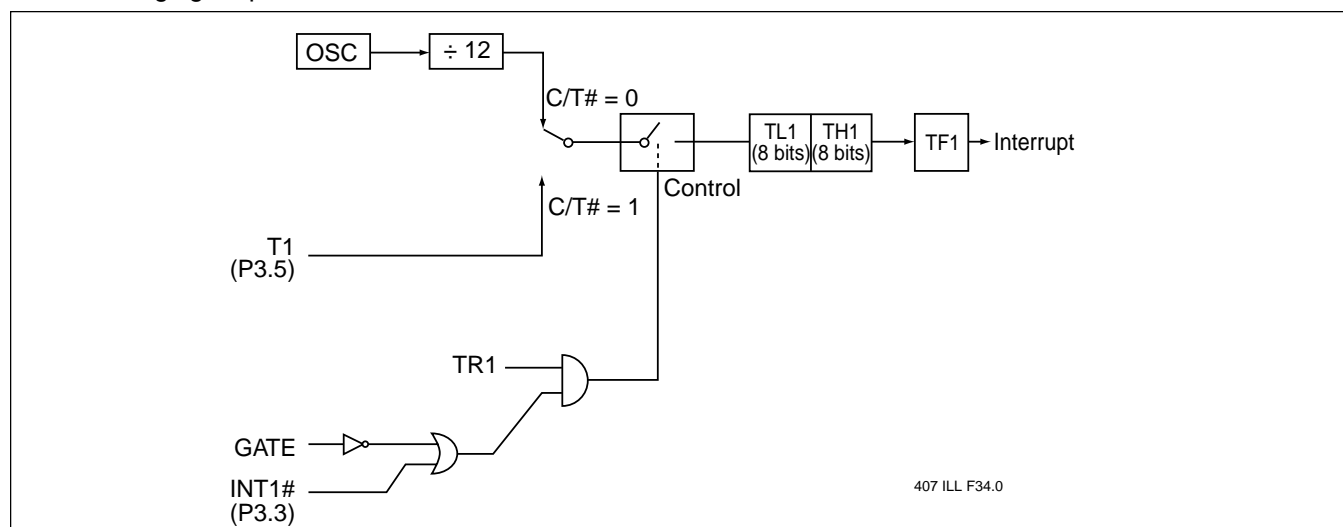 OSC
÷ 12
C/T# = 0
TL1
(8 bits)
TH1
(8 bits)
TF1
Interrupt
Control
C/T# = 1
T1
(P3.5)
TR1
GATE
INT1#
(P3.3)
407 ILL F34.0